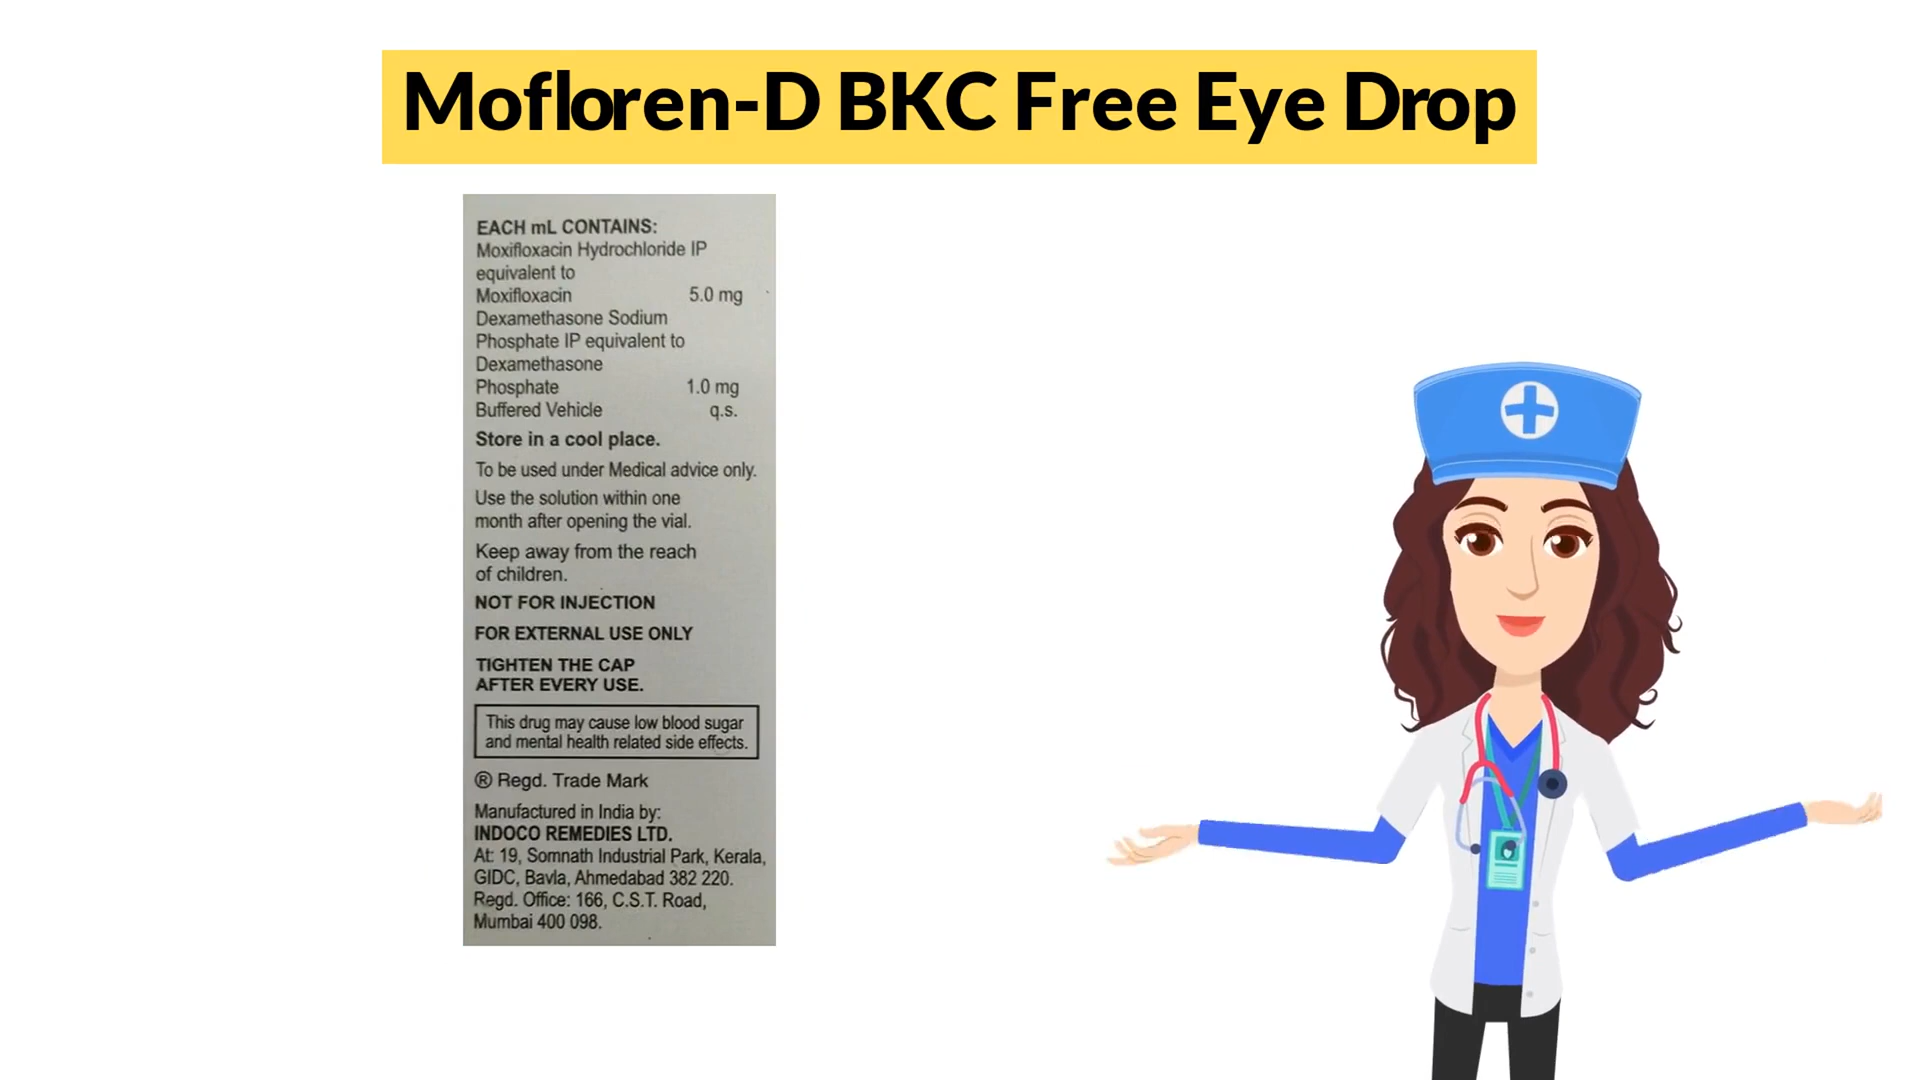 Mofloren-D BKC Free Eye Drop
EACH mL CONTAINS:
Moxifloxacin Hydrochloride IP
equivalent to
Moxifloxacin 5.0 mg
Dexamethasone Sodium
Phosphate IP equivalent to
Dexamethasone
Phosphate 1.0 mg
Buffered Vehicle q.s.
Store in a cool place.
To be used under Medical advice only.
Use the solution within one
month after opening the vial.
Keep away from the reach
of children.
NOT FOR INJECTION
FOR EXTERNAL USE ONLY
TIGHTEN THE CAP
AFTER EVERY USE.
This drug may cause low blood sugar
and mental health related side effects.
® Regd. Trade Mark
Manufactured in India by:
INDOCO REMEDIES LTD.
At: 19, Somnath Industrial Park, Kerala,
GIDC, Bavla, Ahmedabad 382 220.
Regd. Office: 166, C.S.T. Road,
Mumbai 400 098.